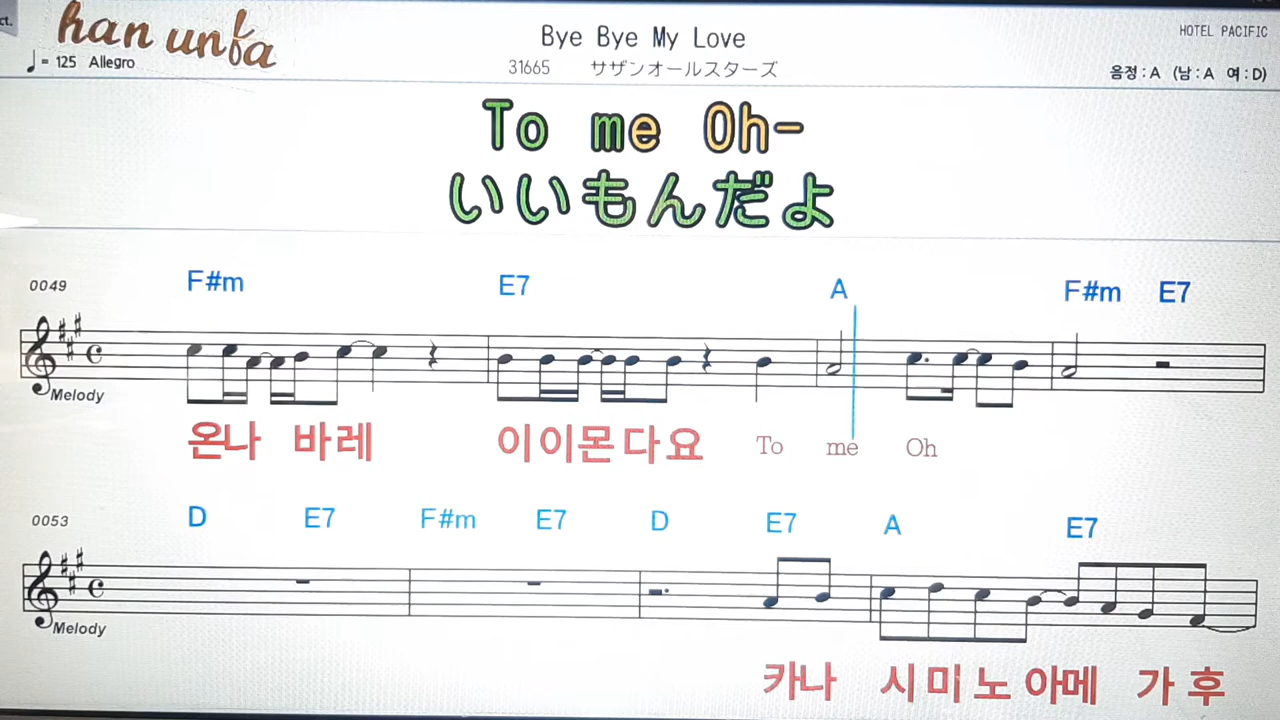 ct.
han unfa
Bye Bye My Love
HOTEL PACIFIC
♩= 125 Allegro
31665 サザンオールスターズ
음정 : A (남 : A 여 : D)
To me Oh-
いいもんだよ
0049
F#m E7 A F#m E7
Melody
온나 바레 이이몬다요 To me Oh
0053
D E7 F#m E7 D E7 A E7
Melody
카나 시미노아메 가후